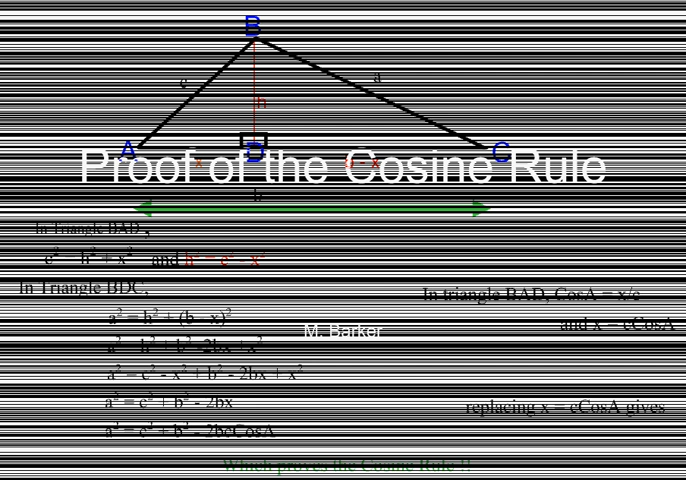 B
c
a
h
A
D
C
x
b - x
Proof of the Cosine Rule
b
In Triangle BAD ,
c² = h² + x² and h² = c² - x²
In Triangle BDC,
In triangle BAD, CosA = x/c
a² = h² + (b - x)²
and x = cCosA
M. Barker
a² = h² + b² -2bx +x²
a² = c² - x² + b² - 2bx + x²
a² = c² + b² - 2bx
replacing x = cCosA gives
a² = c² + b² - 2bcCosA
Which proves the Cosine Rule !!